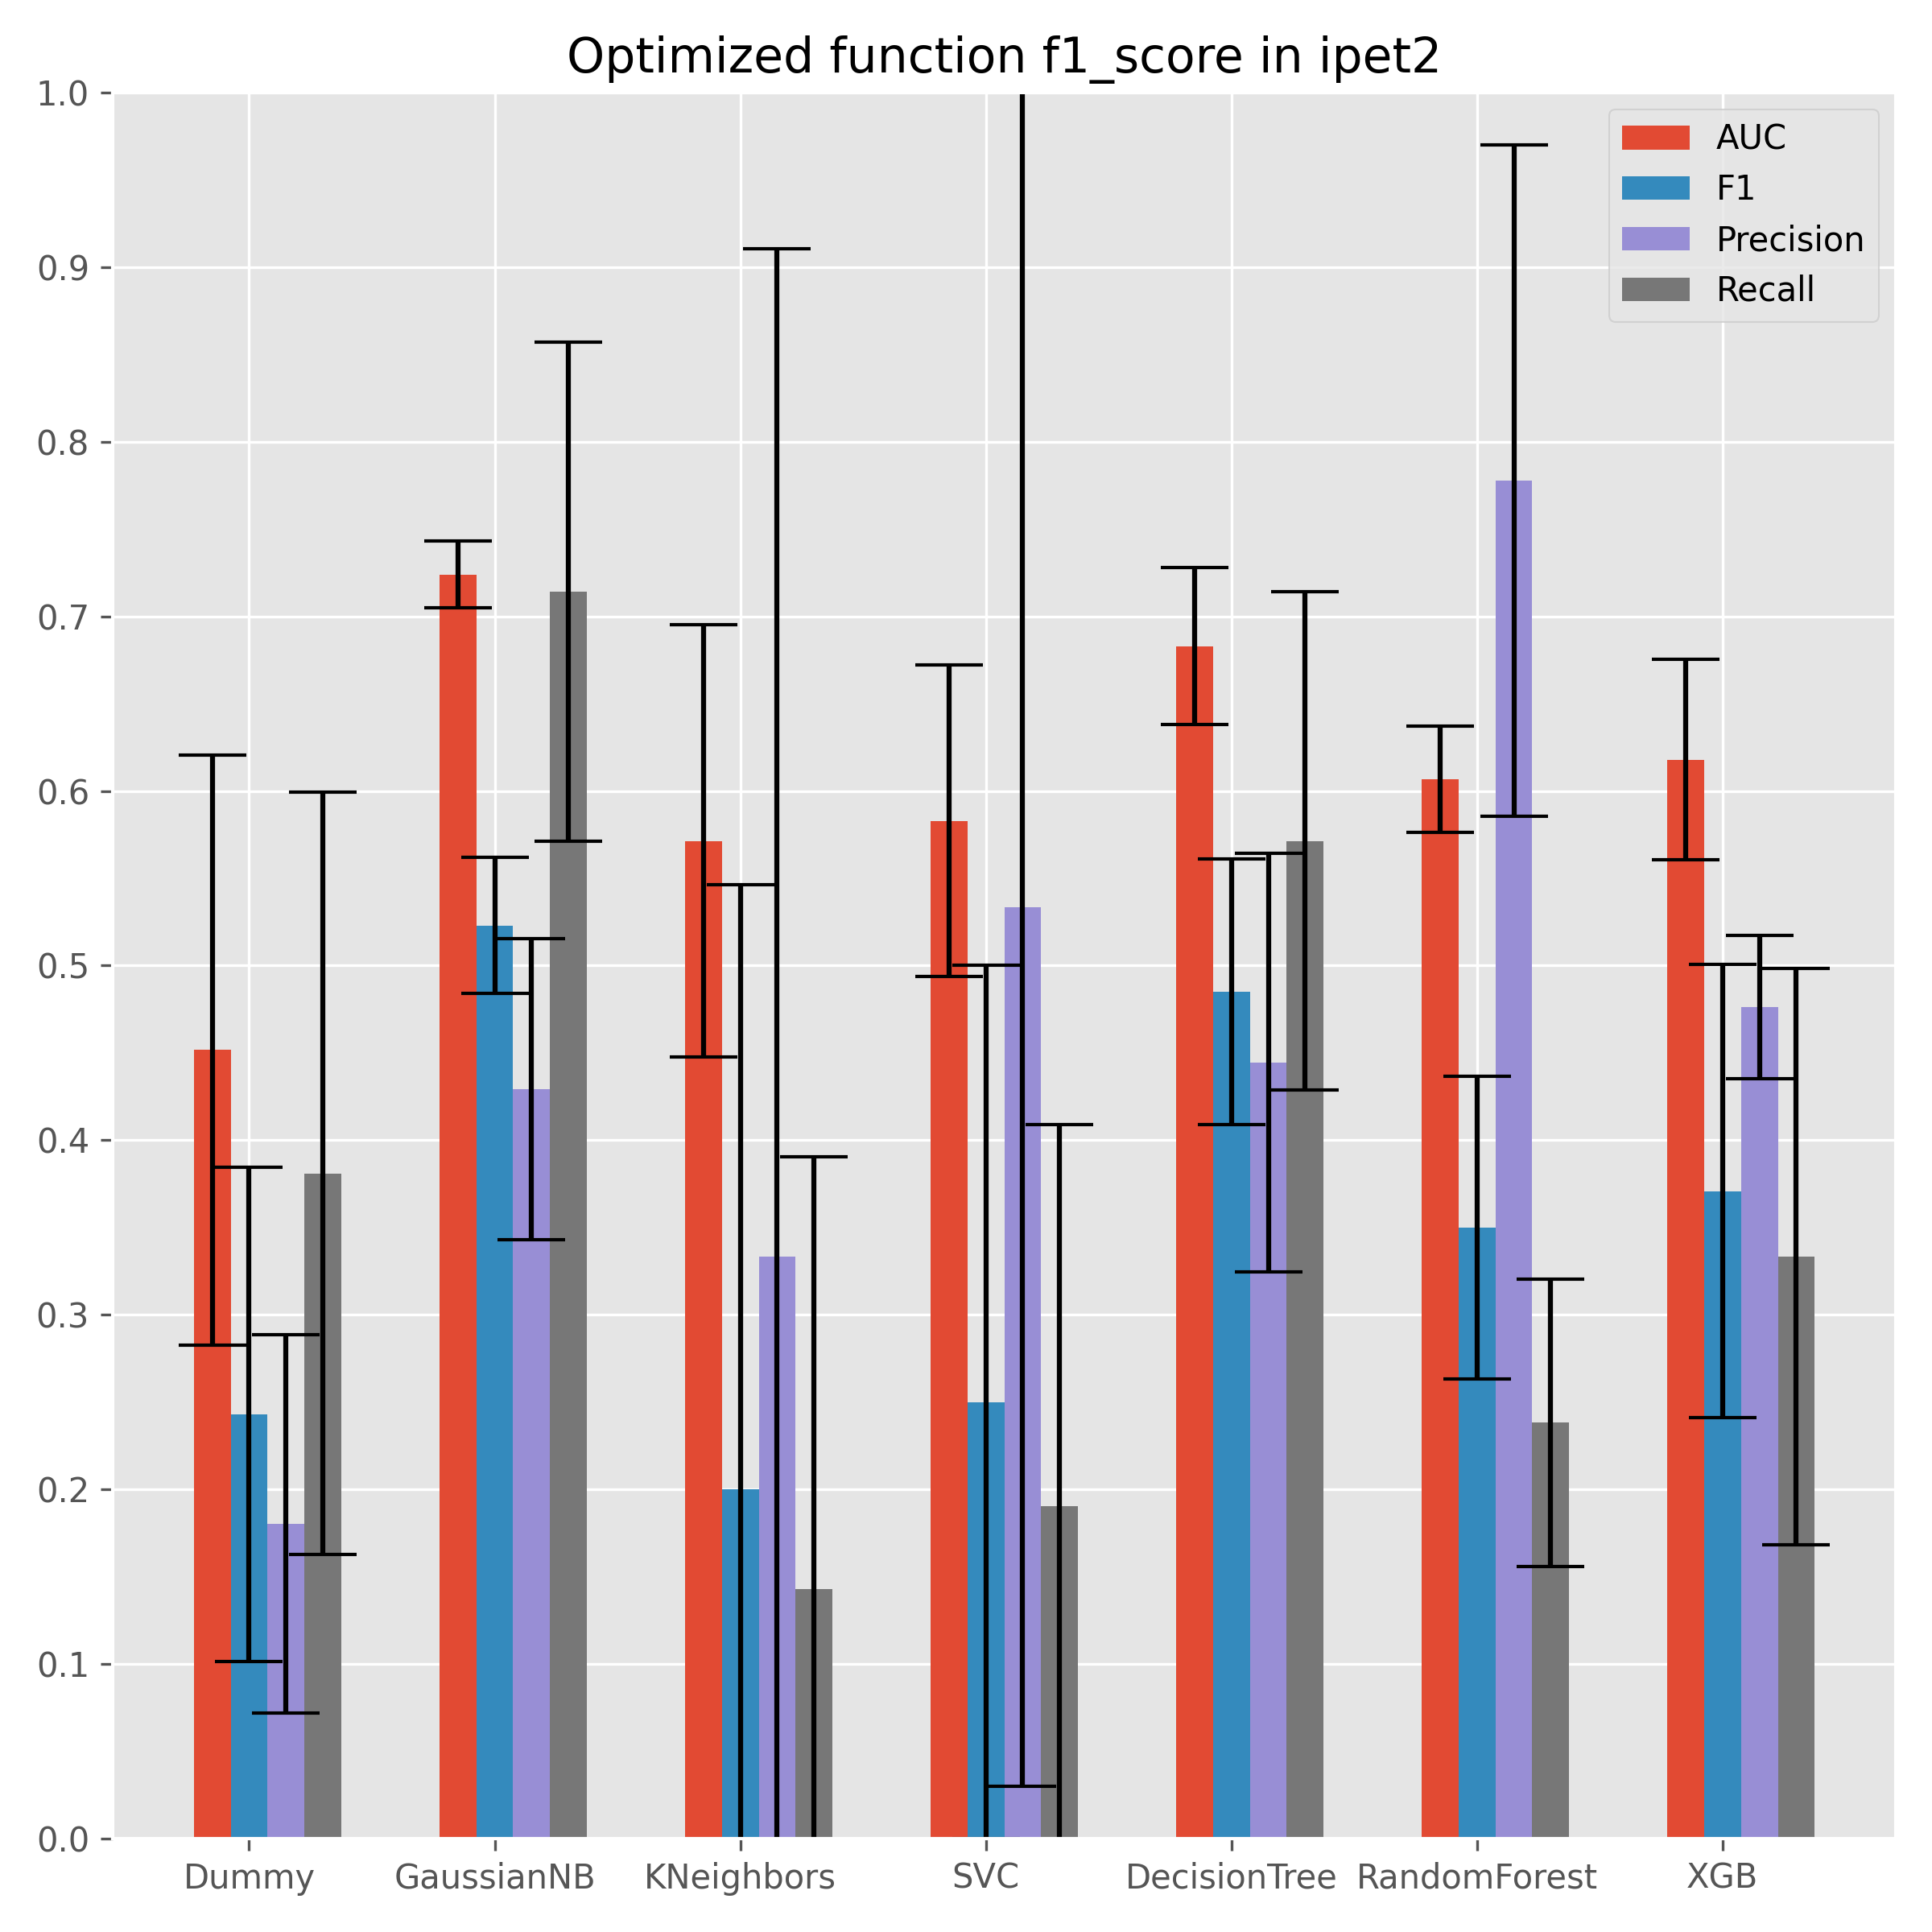 Optimized function f1_score in ipet2
1.0
0.9
0.8
0.7
0.6
0.5
0.4
0.3
0.2
0.1
0.0
AUC
F1
Precision
Recall
Dummy GaussianNB KNeighbors SVC DecisionTree RandomForest XGB